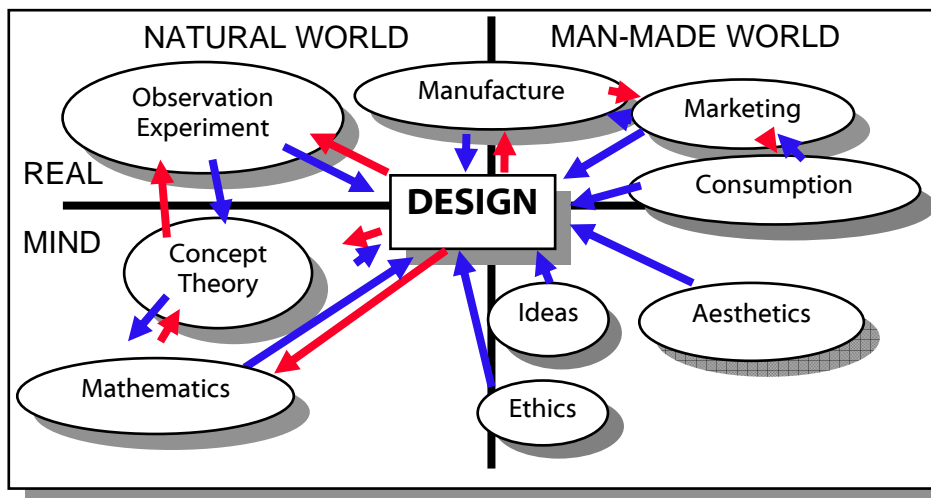 NATURAL WORLD
MAN-MADE WORLD
Observation
Experiment
Manufacture
Marketing
REAL
Consumption
DESIGN
MIND
Concept
Theory
Ideas
Aesthetics
Mathematics
Ethics